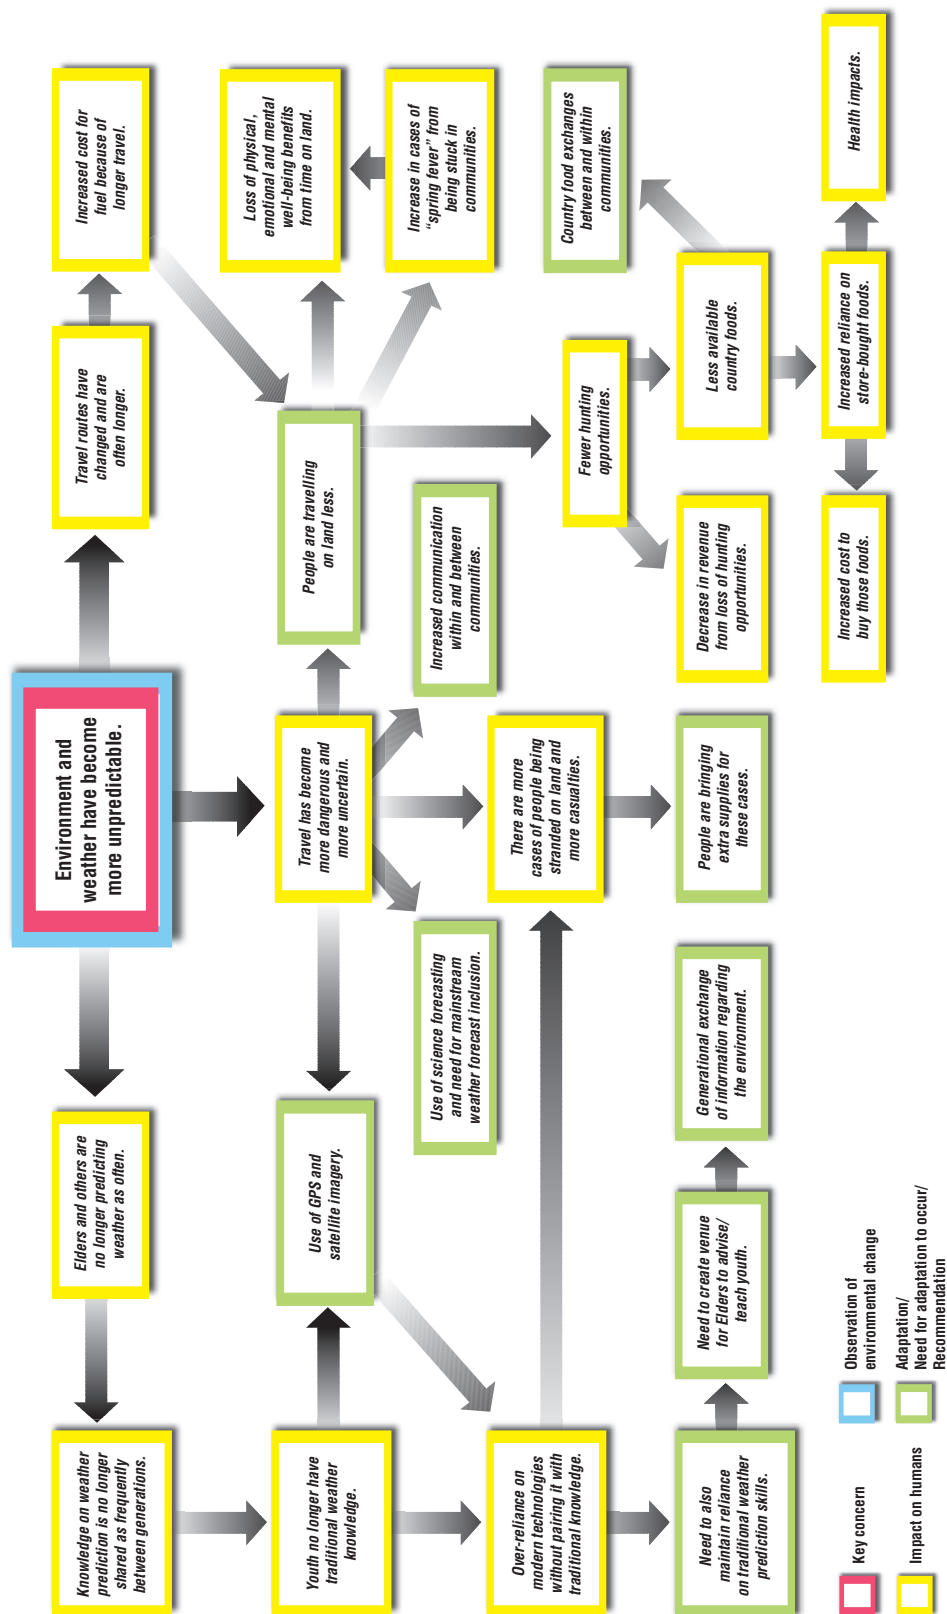 Environment and
weather have become
more unpredictable.
Knowledge on weather
prediction is no longer
shared as frequently
between generations.
Elders and others are
no longer predicting
weather as often.
Travel routes have
changed and are
often longer.
Increased cost for
fuel because of
longer travel.
Youth no longer have
traditional weather
knowledge.
Use of GPS and
satellite imagery.
Travel has become
more dangerous and
more uncertain.
People are travelling
on land less.
Loss of physical,
emotional and mental
well-being benefits
from time on land.
Use of science forecasting
and need for mainstream
weather forecast inclusion.
Increased communication
within and between
communities.
Increase in cases of
“spring fever” from
being stuck in
communities.
Over-reliance on
modern technologies
without pairing it with
traditional knowledge.
There are more
cases of people being
stranded on land and
more casualties.
Fewer hunting
opportunities.
Country food exchanges
between and within
communities.
Need to also
maintain reliance
on traditional weather
prediction skills.
Need to create venue
for Elders to advise/
teach youth.
Generational exchange
of information regarding
the environment.
People are bringing
extra supplies for
these cases.
Decrease in revenue
from loss of hunting
opportunities.
Less available
country foods.
Increased cost to
buy those foods.
Increased reliance on
store-bought foods.
Health impacts.
Key concern
Observation of
environmental change
Impact on humans
Adaptation/
Need for adaptation to occur/
Recommendation